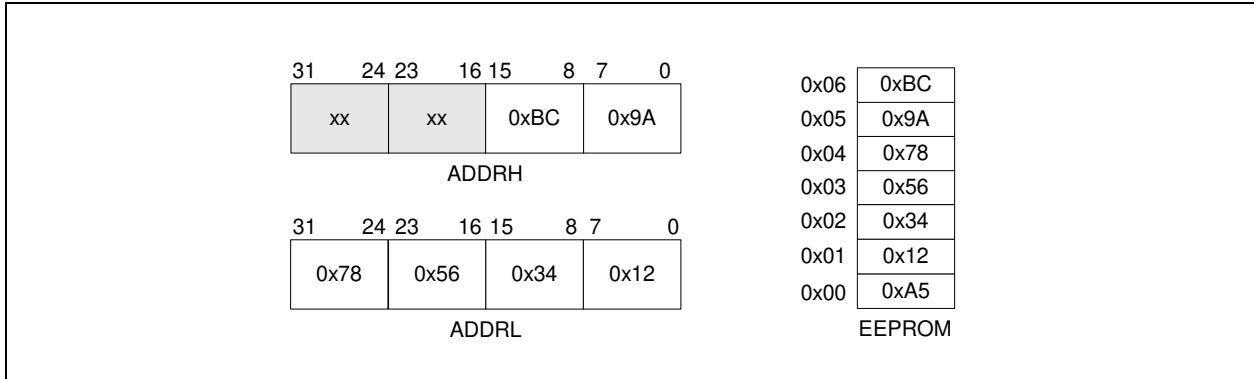 31 24 23 16 15 8 7 0
xx xx 0xBC 0x9A
ADDRH
31 24 23 16 15 8 7 0
0x78 0x56 0x34 0x12
ADDRL
0x06 0xBC
0x05 0x9A
0x04 0x78
0x03 0x56
0x02 0x34
0x01 0x12
0x00 0xA5
EEPROM